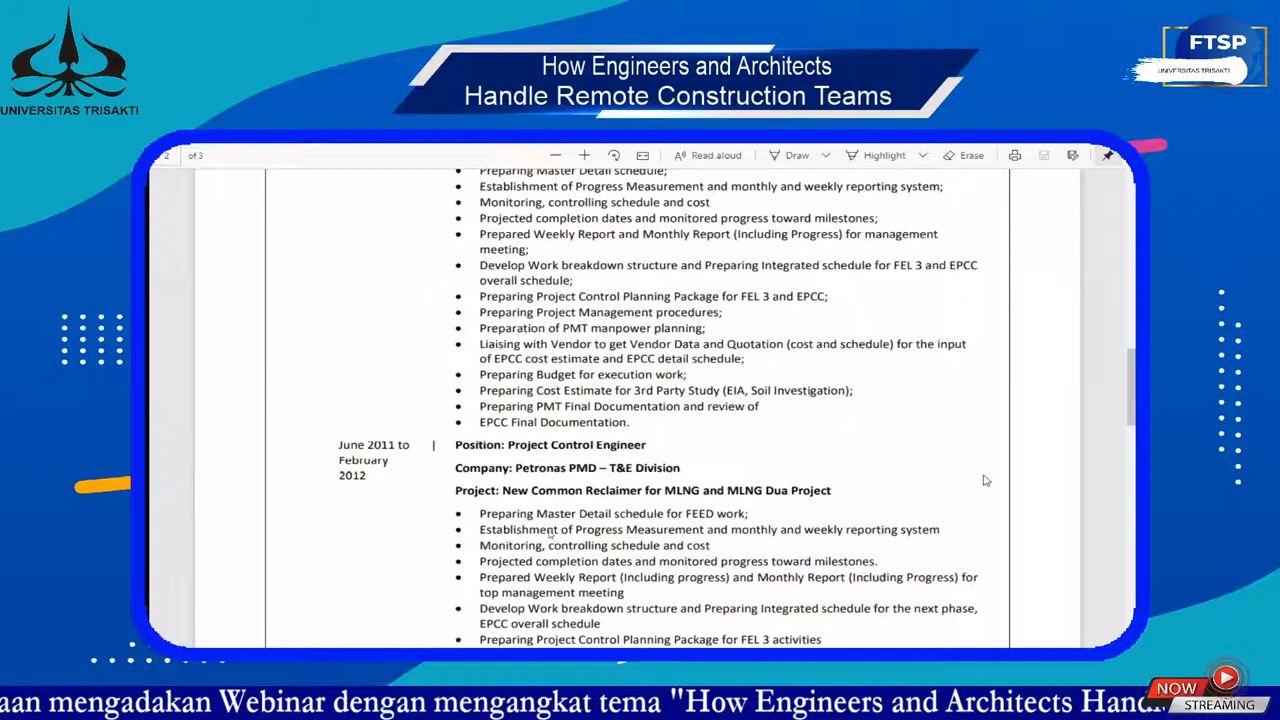 How Engineers and Architects
Handle Remote Construction Teams
UNIVERSITAS TRISAKTI
FTSP
UNIVERSITAS TRISAKTI
2 of 3
Read aloud
Draw
Highlight
Erase
• Preparing Master Detail schedule;
• Establishment of Progress Measurement and monthly and weekly reporting system;
• Monitoring, controlling schedule and cost
• Projected completion dates and monitored progress toward milestones;
• Prepared Weekly Report and Monthly Report (Including Progress) for management
meeting;
• Develop Work breakdown structure and Preparing Integrated schedule for FEL 3 and EPCC
overall schedule;
• Preparing Project Control Planning Package for FEL 3 and EPCC;
• Preparing Project Management procedures;
• Preparation of PMT manpower planning;
• Liaising with Vendor to get Vendor Data and Quotation (cost and schedule) for the input
of EPCC cost estimate and EPCC detail schedule;
• Preparing Budget for execution work;
• Preparing Cost Estimate for 3rd Party Study (EIA, Soil Investigation);
• Preparing PMT Final Documentation and review of
• EPCC Final Documentation.
June 2011 to
February
2012
|
Position: Project Control Engineer
Company: Petronas PMD – T&E Division
Project: New Common Reclaimer for MLNG and MLNG Dua Project
• Preparing Master Detail schedule for FEED work;
• Establishment of Progress Measurement and monthly and weekly reporting system
• Monitoring, controlling schedule and cost
• Projected completion dates and monitored progress toward milestones.
• Prepared Weekly Report (Including progress) and Monthly Report (Including Progress) for
top management meeting
• Develop Work breakdown structure and Preparing Integrated schedule for the next phase,
EPCC overall schedule
• Preparing Project Control Planning Package for FEL 3 activities
aan mengadakan Webinar dengan mengangkat tema "How Engineers and Architects Hand
NOW
STREAMING